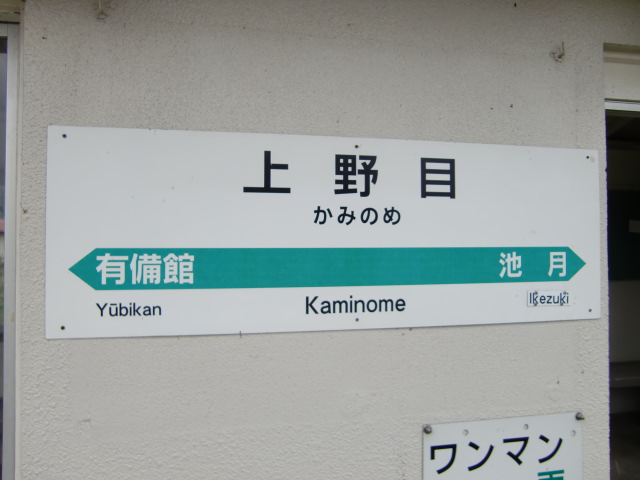 上野目
かみのめ
有備館 池月
Yūbikan Kaminome Ikezuki
ワンマン